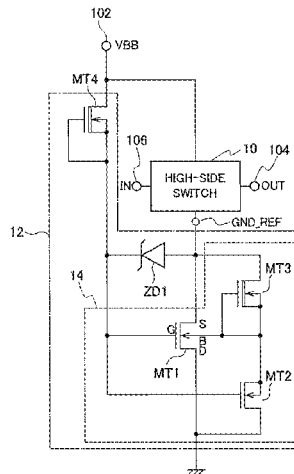 102
VBB
MT4
106
10
104
IN
HIGH-SIDE
SWITCH
OUT
12
GND_REF
14
ZD1
MT3
G
S
B
D
MT1
MT2